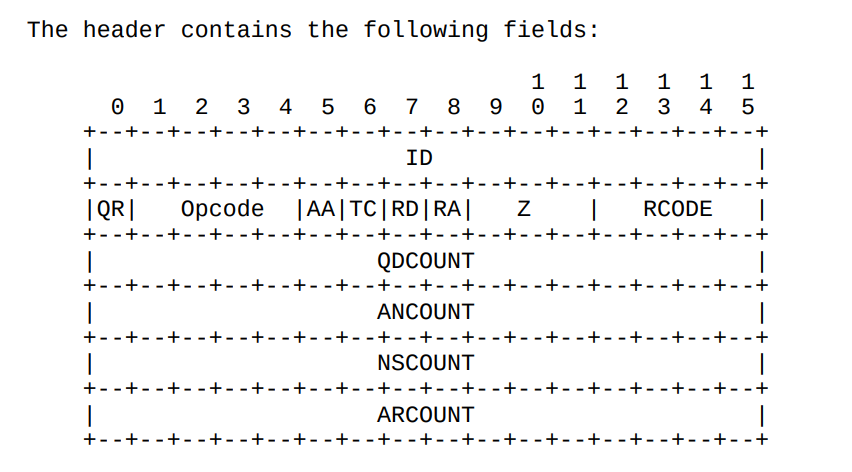 The header contains the following fields:
                                1  1  1  1  1  1
  0  1  2  3  4  5  6  7  8  9  0  1  2  3  4  5
+--+--+--+--+--+--+--+--+--+--+--+--+--+--+--+--+
|                      ID                       |
+--+--+--+--+--+--+--+--+--+--+--+--+--+--+--+--+
|QR|   Opcode  |AA|TC|RD|RA|   Z    |   RCODE   |
+--+--+--+--+--+--+--+--+--+--+--+--+--+--+--+--+
|                    QDCOUNT                    |
+--+--+--+--+--+--+--+--+--+--+--+--+--+--+--+--+
|                    ANCOUNT                    |
+--+--+--+--+--+--+--+--+--+--+--+--+--+--+--+--+
|                    NSCOUNT                    |
+--+--+--+--+--+--+--+--+--+--+--+--+--+--+--+--+
|                    ARCOUNT                    |
+--+--+--+--+--+--+--+--+--+--+--+--+--+--+--+--+